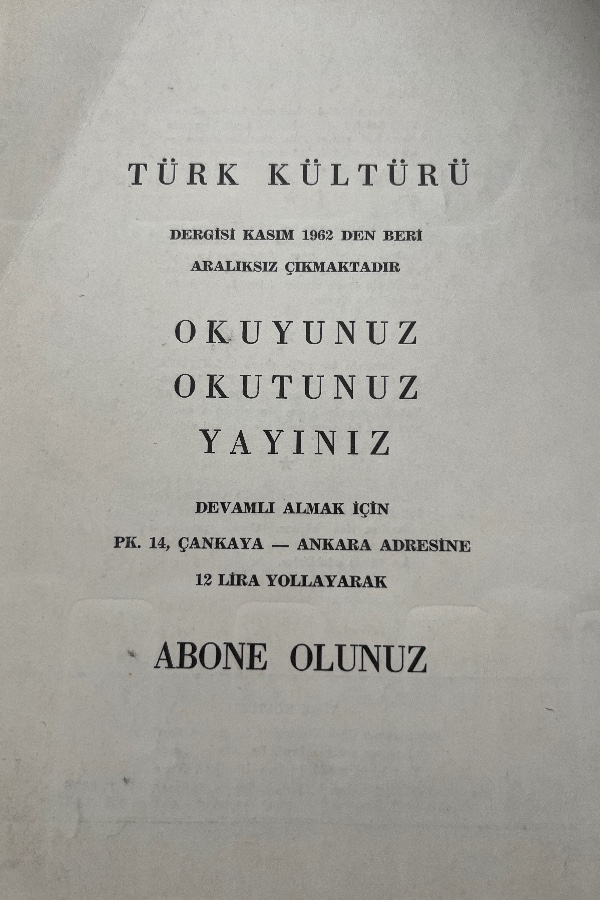 TÜRK KÜLTÜRÜ
DERGİSİ KASIM 1962 DEN BERİ
ARALIKSIZ ÇIKMAKTADIR
OKUYUNUZ
OKUTUNUZ
YAYINIZ
DEVAMLI ALMAK İÇİN
PK. 14, ÇANKAYA — ANKARA ADRESİNE
12 LİRA YOLLAYARAK
ABONE OLUNUZ